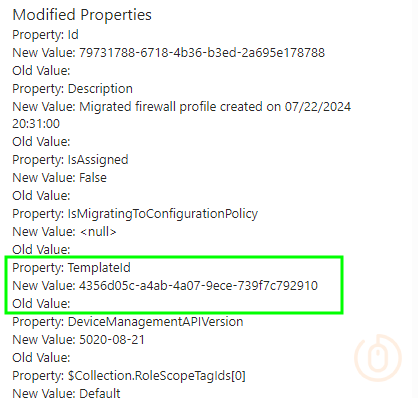 Modified Properties
Property: Id
New Value: 79731788-6718-4b36-b3ed-2a695e178788
Old Value:
Property: Description
New Value: Migrated firewall profile created on 07/22/2024
20:31:00
Old Value:
Property: IsAssigned
New Value: False
Old Value:
Property: IsMigratingToConfigurationPolicy
New Value: <null>
Old Value:
Property: TemplateId
New Value: 4356d05c-a4ab-4a07-9ece-739f7c792910
Old Value:
Property: DeviceManagementAPIVersion
New Value: 5020-08-21
Old Value:
Property: $Collection.RoleScopeTagIds[0]
New Value: Default